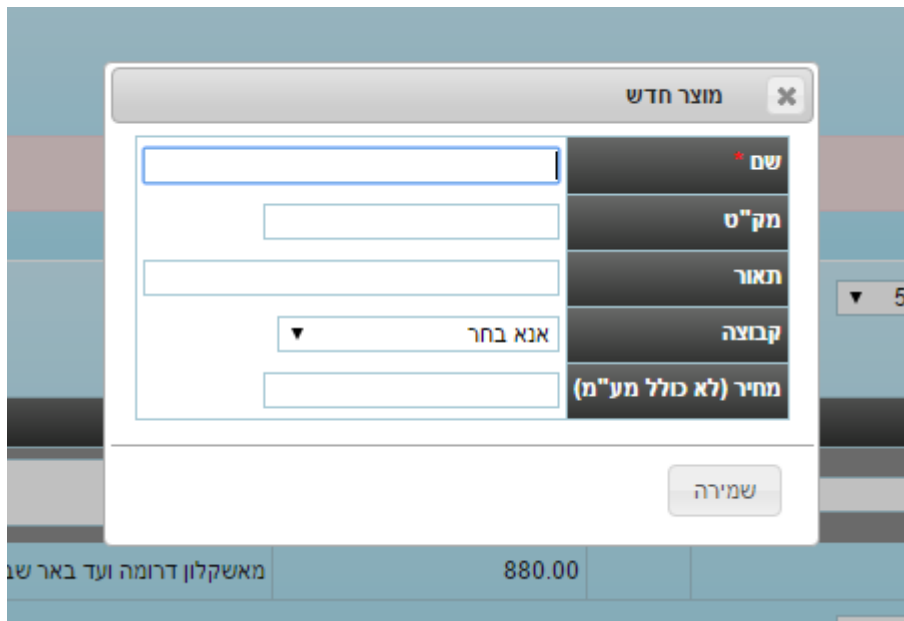 מוצר חדש
שם *
מק"ט
תאור
קבוצה
אנא בחר
מחיר (לא כולל מע"מ)
שמירה
5
880.00
מאשקלון דרומה ועד באר